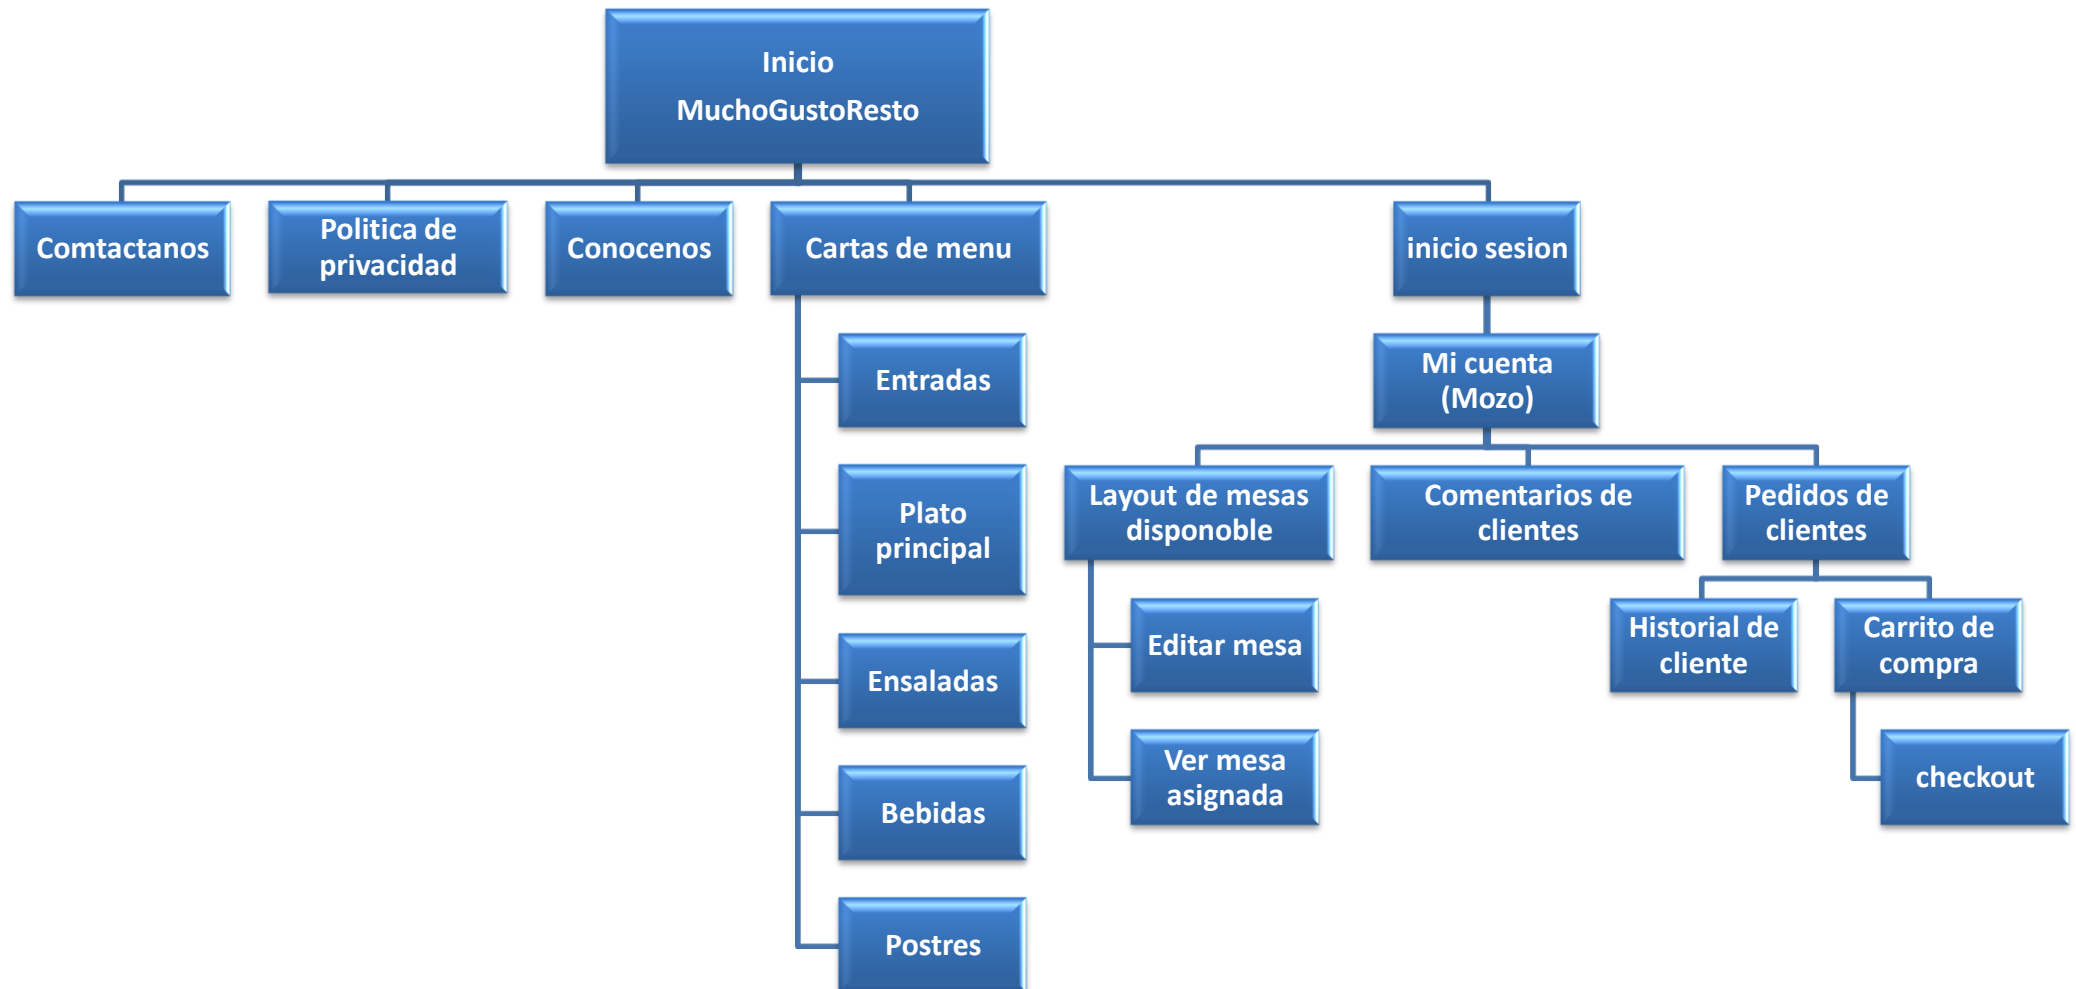 Inicio
MuchoGustoResto
Comtactanos
Politica de
privacidad
Conocenos
Cartas de menu
inicio sesion
Entradas
Plato
principal
Ensaladas
Bebidas
Postres
Mi cuenta
(Mozo)
Layout de mesas
disponoble
Comentarios de
clientes
Pedidos de
clientes
Editar mesa
Ver mesa
asignada
Historial de
cliente
Carrito de
compra
checkout